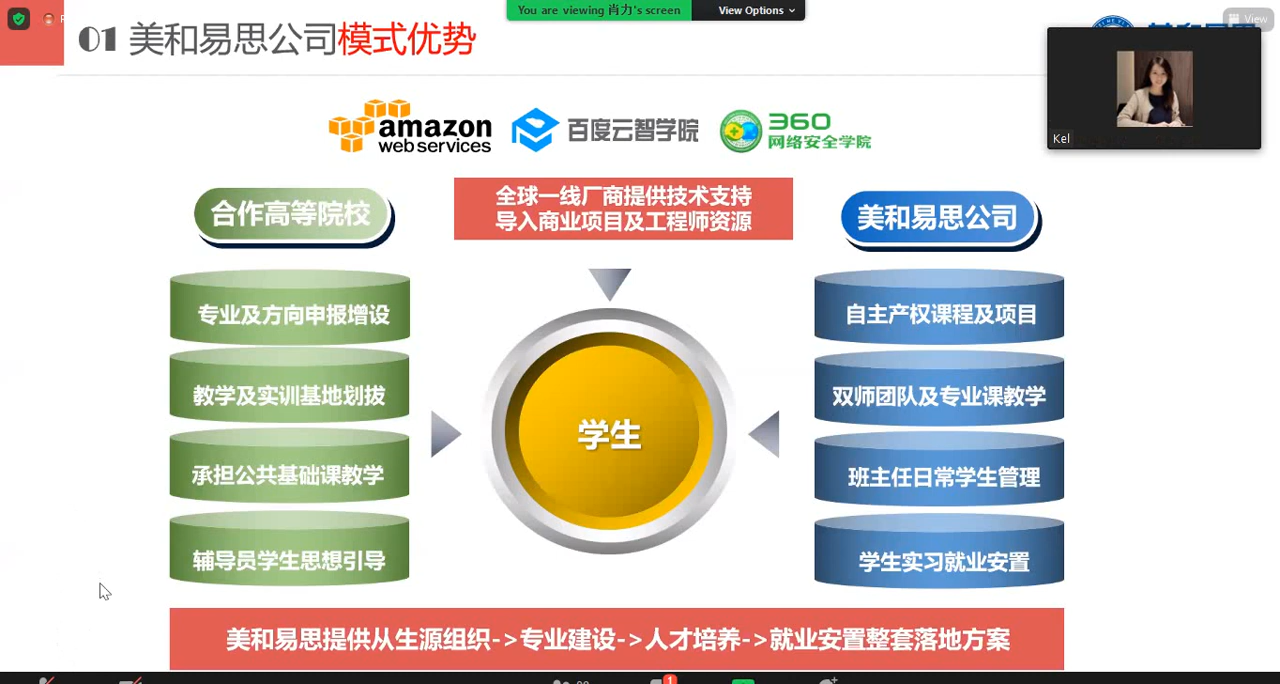 You are viewing 肖力's screen
View Options
View
01 美和易思公司模式优势
Kel
amazon
web services
百度云智学院
360
网络安全学院
合作高等院校
全球一线厂商提供技术支持
导入商业项目及工程师资源
美和易思公司
专业及方向申报增设
教学及实训基地划拔
承担公共基础课教学
辅导员学生思想引导
学生
自主产权课程及项目
双师团队及专业课教学
班主任日常学生管理
学生实习就业安置
美和易思提供从生源组织->专业建设->人才培养->就业安置整套落地方案
1